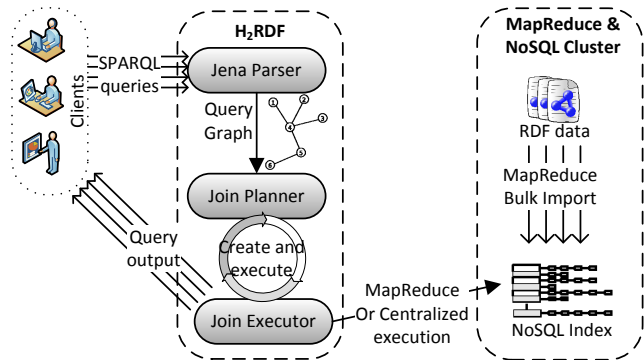 H₂RDF
MapReduce &
NoSQL Cluster
Clients
SPARQL
queries
Jena Parser
Query
Graph
1
2
3
4
5
6
RDF data
MapReduce
Bulk Import
Join Planner
Create and
execute
Query
output
Join Executor
MapReduce
Or Centralized
execution
NoSQL Index